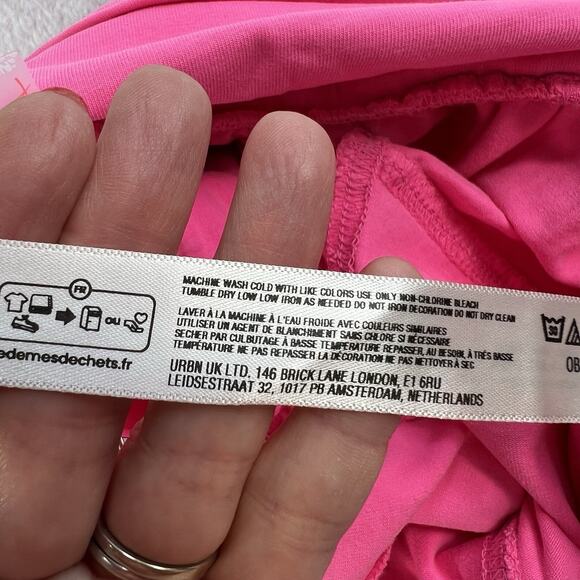 FR
OU
edernesdechets.fr
MACHINE WASH COLD WITH LIKE COLORS USE ONLY NON-CHLORINE BLEACH
TUMBLE DRY LOW LOW IRON AS NEEDED DO NOT IRON DECORATION DO NOT DRY CLEAN
LAVER À LA MACHINE À L'EAU FROIDE AVEC COULEURS SIMILAIRES
UTILISER UN AGENT DE BLANCHIMENT SANS CHLORE SI NÉCESSAIRE
SECHER PAR CULBUTAGE À BASSE TEMPÉRATURE REPASSER, AU BESOIN, À TRÈS BASSE
TEMPÉRATURE NE PAS REPASSER LA DÉCORATION NE PAS NETTOYER À SEC
URBN UK LTD. 146 BRICK LANE LONDON, E1 6RU
LEIDSESTRAAT 32, 1017 PB AMSTERDAM, NETHERLANDS
30
OB